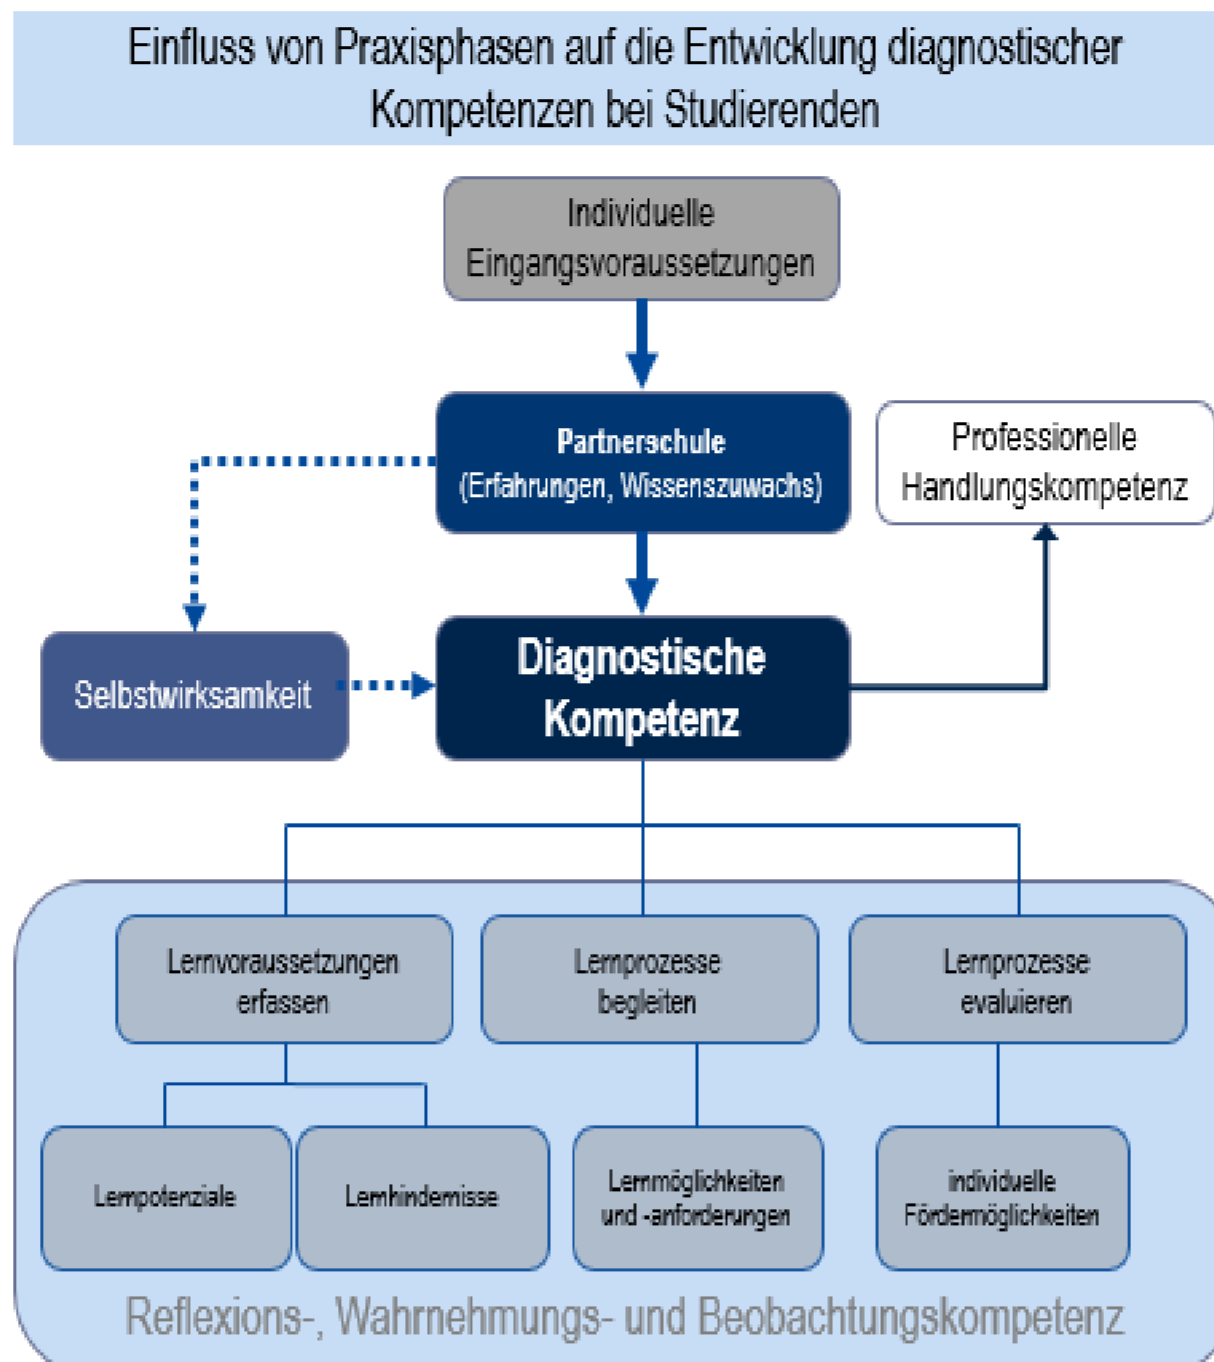 Einfluss von Praxisphasen auf die Entwicklung diagnostischer
Kompetenzen bei Studierenden
Individuelle
Eingangsvoraussetzungen
Partnerschule
(Erfahrungen, Wissenszuwachs)
Professionelle
Handlungskompetenz
Selbstwirksamkeit
Diagnostische
Kompetenz
Lernvoraussetzungen
erfassen
Lernprozesse
begleiten
Lernprozesse
evaluieren
Lernpotenziale
Lernhindernisse
Lernmöglichkeiten
und -anforderungen
individuelle
Fördermöglichkeiten
Reflexions-, Wahrnehmungs- und Beobachtungskompetenz